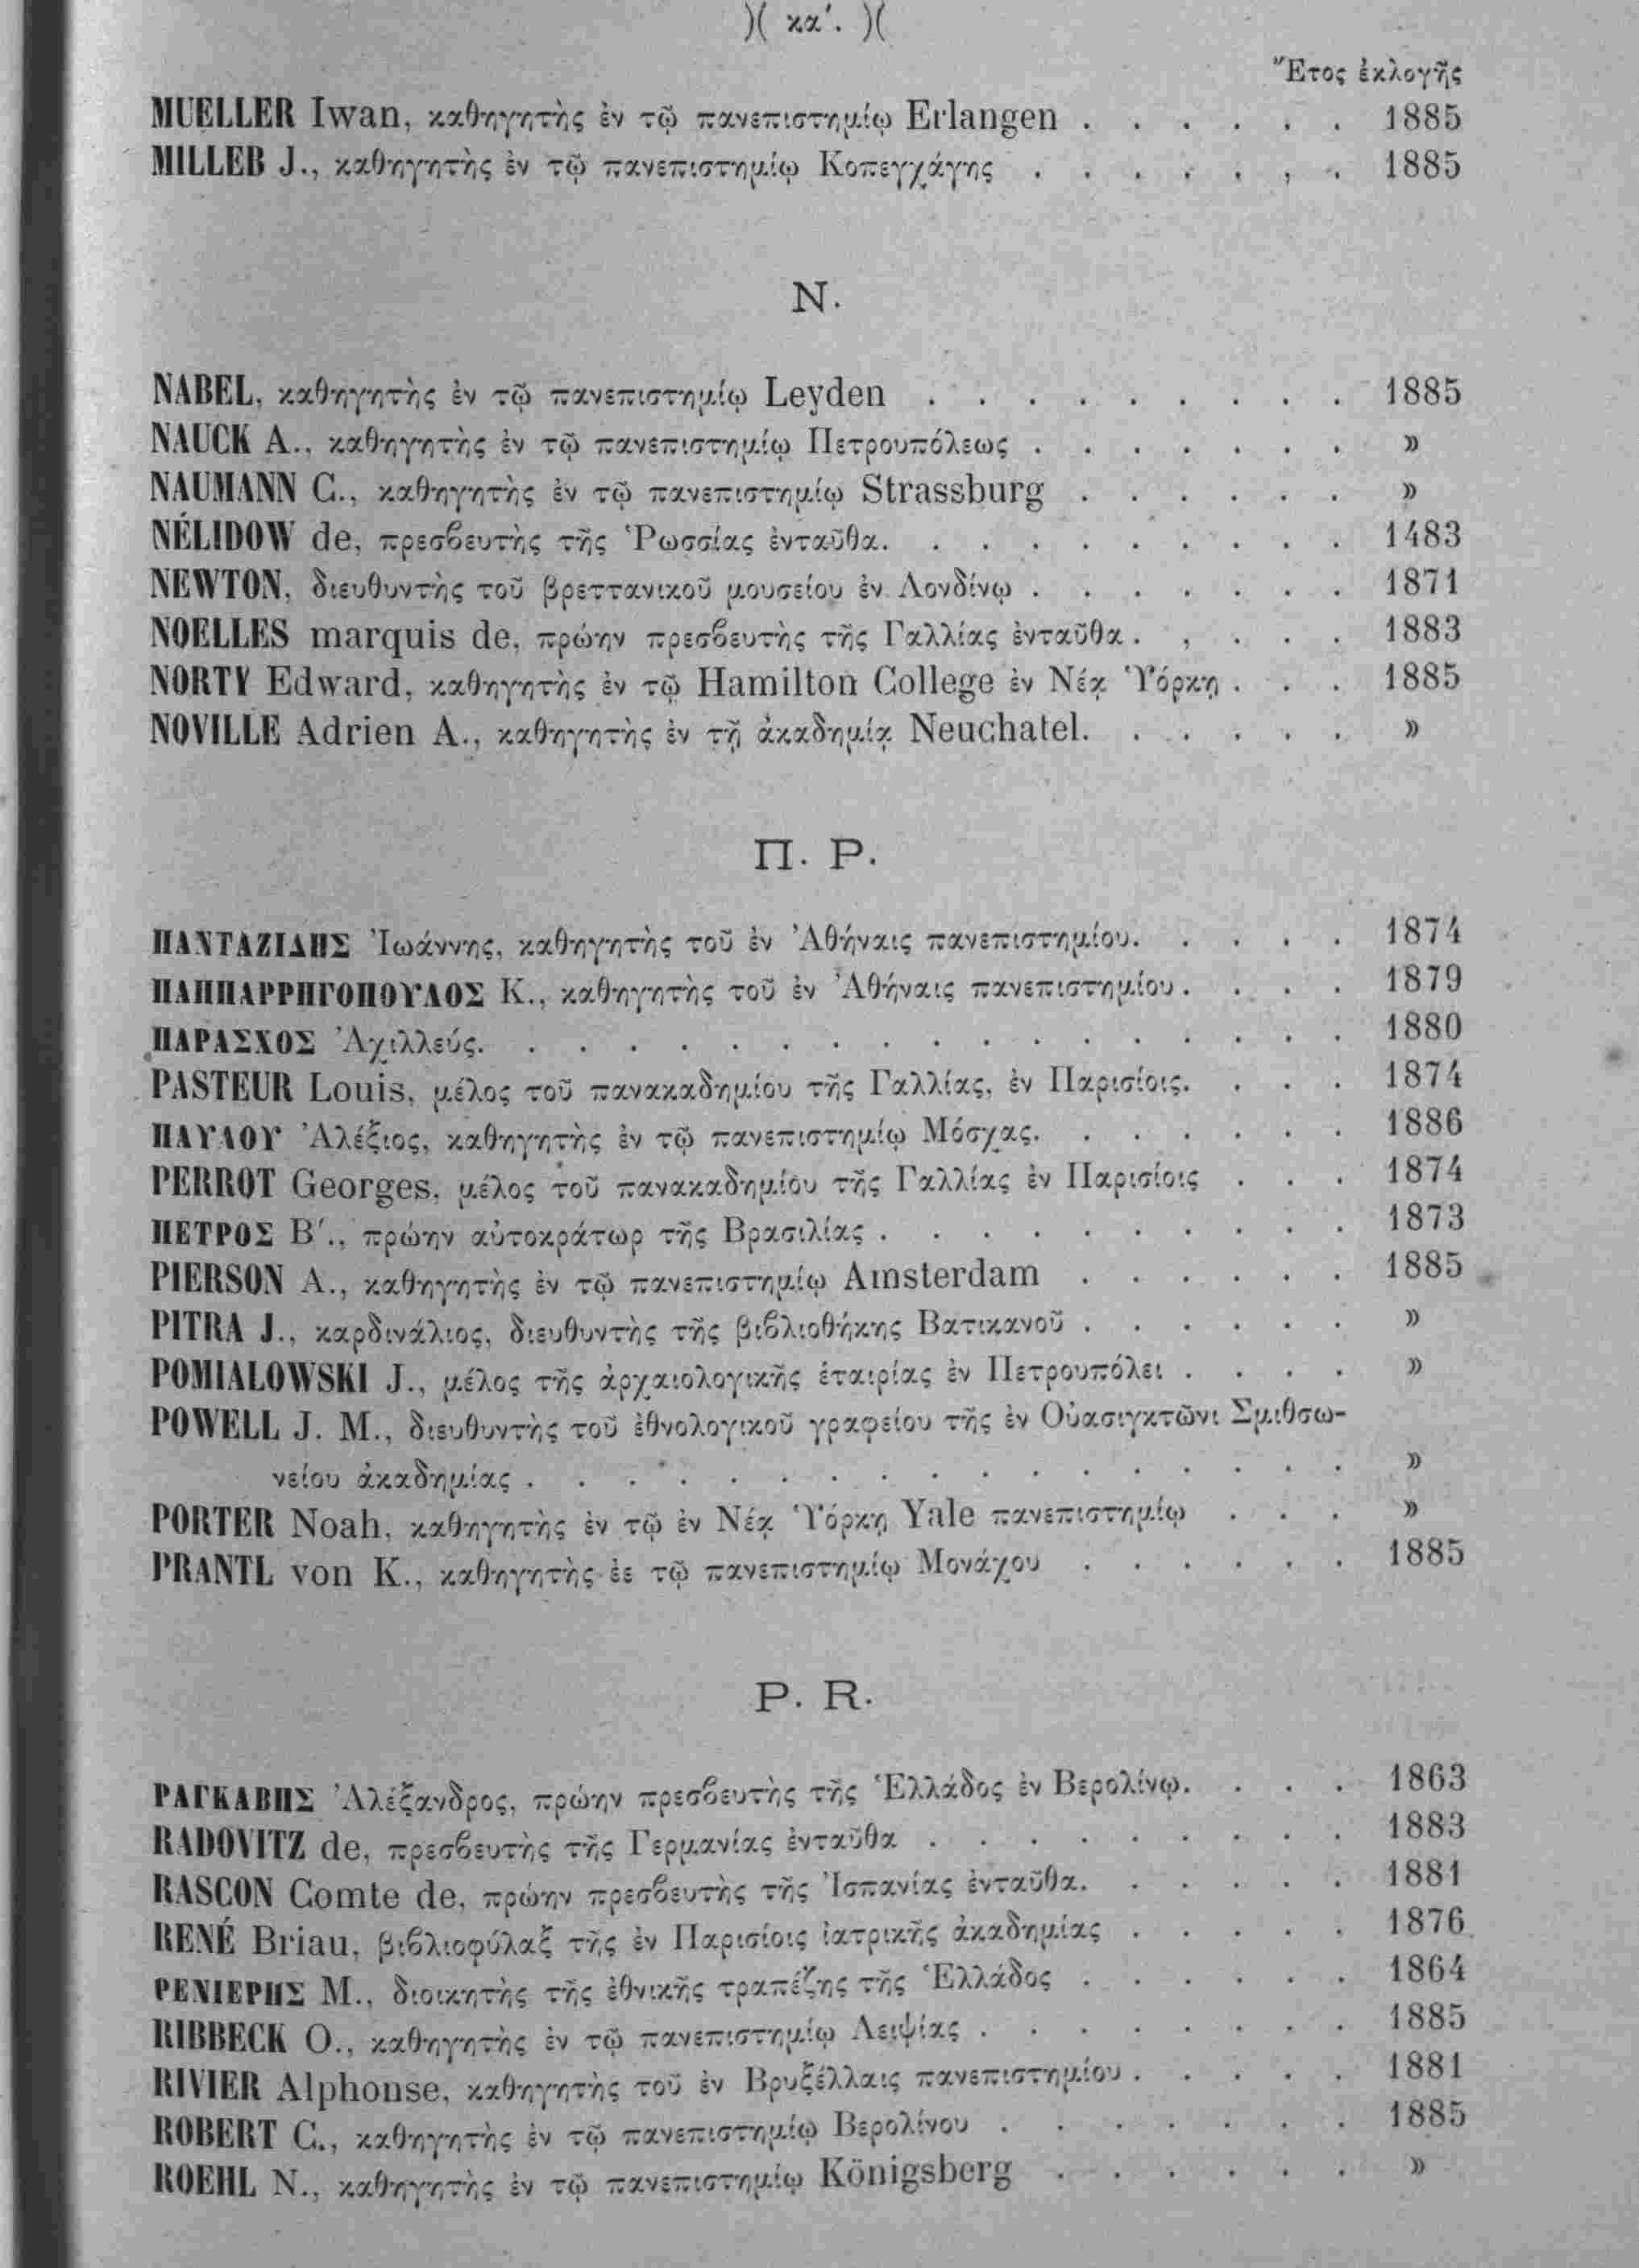 )( κα′. )(
Ἔτος ἐκλογῆς
MUELLER Iwan, καθηγητὴς ἐν τῷ πανεπιστημίῳ Erlangen . . . . . . 1885
MILLEB J., καθηγητὴς ἐν τῷ πανεπιστημίῳ Κοπεγχάγης . . . . . , . 1885
N.
NABEL, καθηγητὴς ἐν τῷ πανεπιστημίῳ Leyden . . . . . . . . . 1885
NAUCK A., καθηγητὴς ἐν τῷ πανεπιστημίῳ Πετρουπόλεως . . . . . . . »
NAUMANN C., καθηγητὴς ἐν τῷ πανεπιστημίῳ Strassburg . . . . . . »
NÉLIDOW de, πρεσϐευτὴς τῆς Ῥωσσίας ἐνταῦθα. . . . . . . . . . 1483
NEWTON, διευθυντὴς τοῦ βρεττανικοῦ μουσείου ἐν Λονδίνῳ . . . . . . . 1871
NOELLES marquis de, πρώην πρεσϐευτὴς τῆς Γαλλίας ἐνταῦθα . , . . . 1883
NORTY Edward, καθηγητὴς ἐν τῷ Hamilton College ἐν Νέᾳ Ὑόρκῃ . . . 1885
NOVILLE Adrien A., καθηγητὴς ἐν τῇ ἀκαδημίᾳ Neuchatel. . . . . . »
Π. P.
ΠΑΝΤΑΖΙΔΗΣ Ἰωάννης, καθηγητὴς τοῦ ἐν Ἀθήναις πανεπιστημίου. . . . . 1874
ΠΑΠΠΑΡΡΗΓΟΠΟΥΛΟΣ Κ., καθηγητὴς τοῦ ἐν Ἀθήναις πανεπιστημίου . . . . 1879
ΠΑΡΑΣΧΟΣ Ἀχιλλεύς. . . . . . . . . . . . . . . . . . 1880
PASTEUR Louis, μέλος τοῦ πανακαδημίου τῆς Γαλλίας, ἐν Παρισίοις. . . . 1874
ΠΑΥΛΟΥ Ἀλέξιος, καθηγητὴς ἐν τῷ πανεπιστημίῳ Μόσχας. . . . . . . 1886
PERROT Georges, μέλος τοῦ πανακαδημίου τῆς Γαλλίας ἐν Παρισίοις . . . 1874
ΠΕΤΡΟΣ Β′., πρώην αὐτοκράτωρ τῆς Βρασιλίας . . . . . . . . . . 1873
PIERSON A., καθηγητὴς ἐν τῷ πανεπιστημίῳ Amsterdam . . . . . . 1885
PITRA J., καρδινάλιος, διευθυντὴς τῆς βιϐλιοθήκης Βατικανοῦ . . . . . . »
POMIALOWSKI J., μέλος τῆς ἀρχαιολογικῆς ἑταιρίας ἐν Πετρουπόλει . . . . »
POWELL J. M., διευθυντὴς τοῦ ἐθνολογικοῦ γραφείου τῆς ἐν Οὐασιγκτῶνι Σμιθσω-
νείου ἀκαδημίας . . . . . . . . . . . . . . . . . »
PORTER Noah, καθηγητὴς ἐν τῷ ἐν Νέᾳ Ὑόρκῃ Yale πανεπιστημίῳ . . . »
PRANTL von K., καθηγητὴς ἐε τῷ πανεπιστημίῳ Μονάχου . . . . . . 1885
Ρ. R.
ΡΑΓΚΑΒΗΣ Ἀλέξανδρος, πρώην πρεσϐευτὴς τῆς Ἑλλάδος ἐν Βερολίνῳ. . . . 1863
RADOVITZ de, πρεσϐευτὴς τῆς Γερμανίας ἐνταῦθα . . . . . . . . . 1883
RASCON Comte de, πρώην πρεσϐευτὴς τῆς Ἱσπανίας ἐνταῦθα. . . . . . 1881
RENÉ Briau, βιϐλιοφύλαξ τῆς ἐν Παρισίοις ἰατρικῆς ἀκαδημίας . . . . . 1876
ΡΕΝΙΕΡΗΣ Μ., διοικητὴς τῆς ἐθνικῆς τραπέζης τῆς Ἑλλάδος . . . . . . 1864
RIBBECK O., καθηγητὴς ἐν τῷ πανεπιστημίῳ Λειψίας . . . . . . . . 1885
RIVIER Alphonse, καθηγητὴς τοῦ ἐν Βρυξέλλαις πανεπιστημίου . . . . . 1881
ROBERT C., καθηγητὴς ἐν τῷ πανεπιστημίῳ Βερολίνου . . . . . . . 1885
ROEHL N., καθηγητὴς ἐν τῷ πανεπιστημίῳ Königsberg . . . . . . »